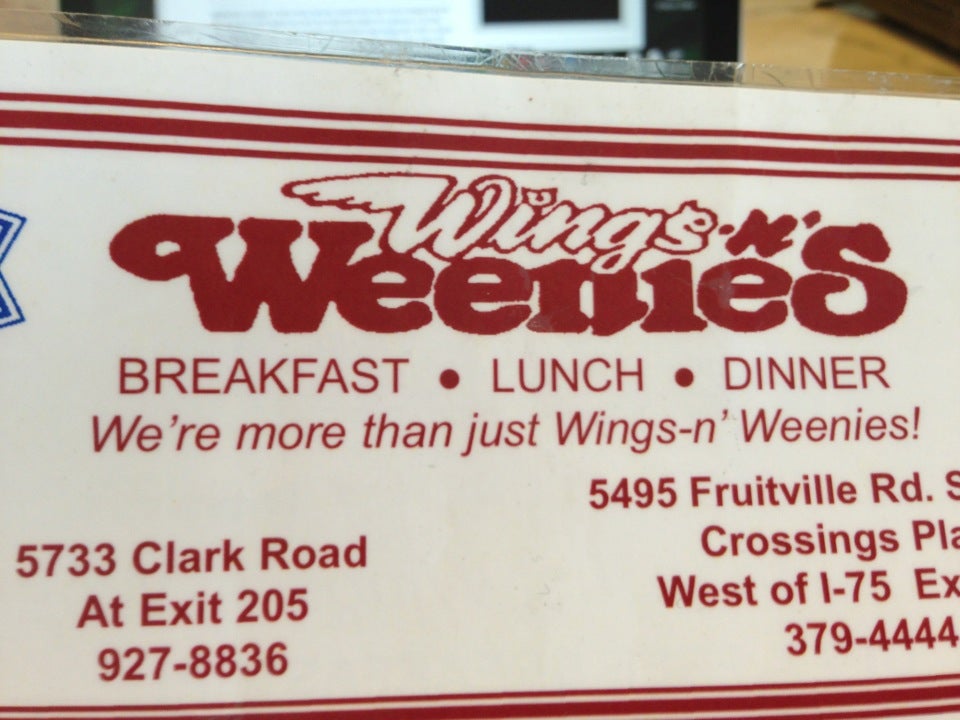 Wings-n'
Weenies
BREAKFAST • LUNCH • DINNER
We're more than just Wings-n' Weenies!
5733 Clark Road
At Exit 205
927-8836
5495 Fruitville Rd.
Crossings
West of I-75
379-4444